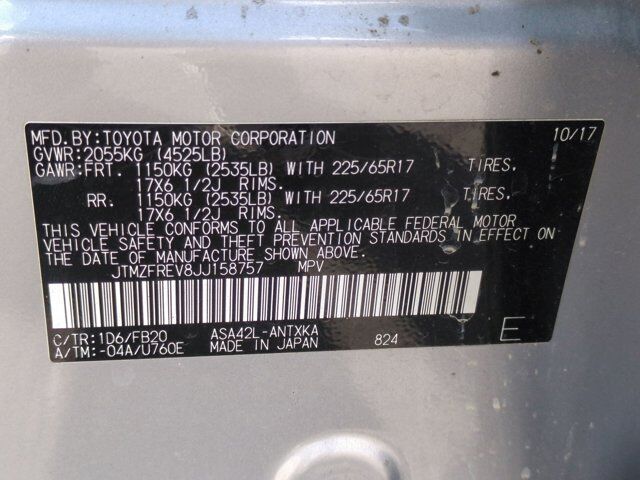 MFD.BY:TOYOTA MOTOR CORPORATION 10/17
GVWR:2055KG (4525LB)
GAWR:FRT. 1150KG (2535LB) WITH 225/65R17 TIRES.
17X6 1/2J RIMS.
RR. 1150KG (2535LB) WITH 225/65R17 TIRES.
17X6 1/2J RIMS.
THIS VEHICLE CONFORMS TO ALL APPLICABLE FEDERAL MOTOR
VEHICLE SAFETY AND THEFT PREVENTION STANDARDS IN EFFECT ON
THE DATE OF MANUFACTURE SHOWN ABOVE.
JTMZFREV8JJ158757 MPV
C/TR:1D6/FB20 ASA42L-ANTXKA
A/TM:-04A/U760E MADE IN JAPAN 824 E